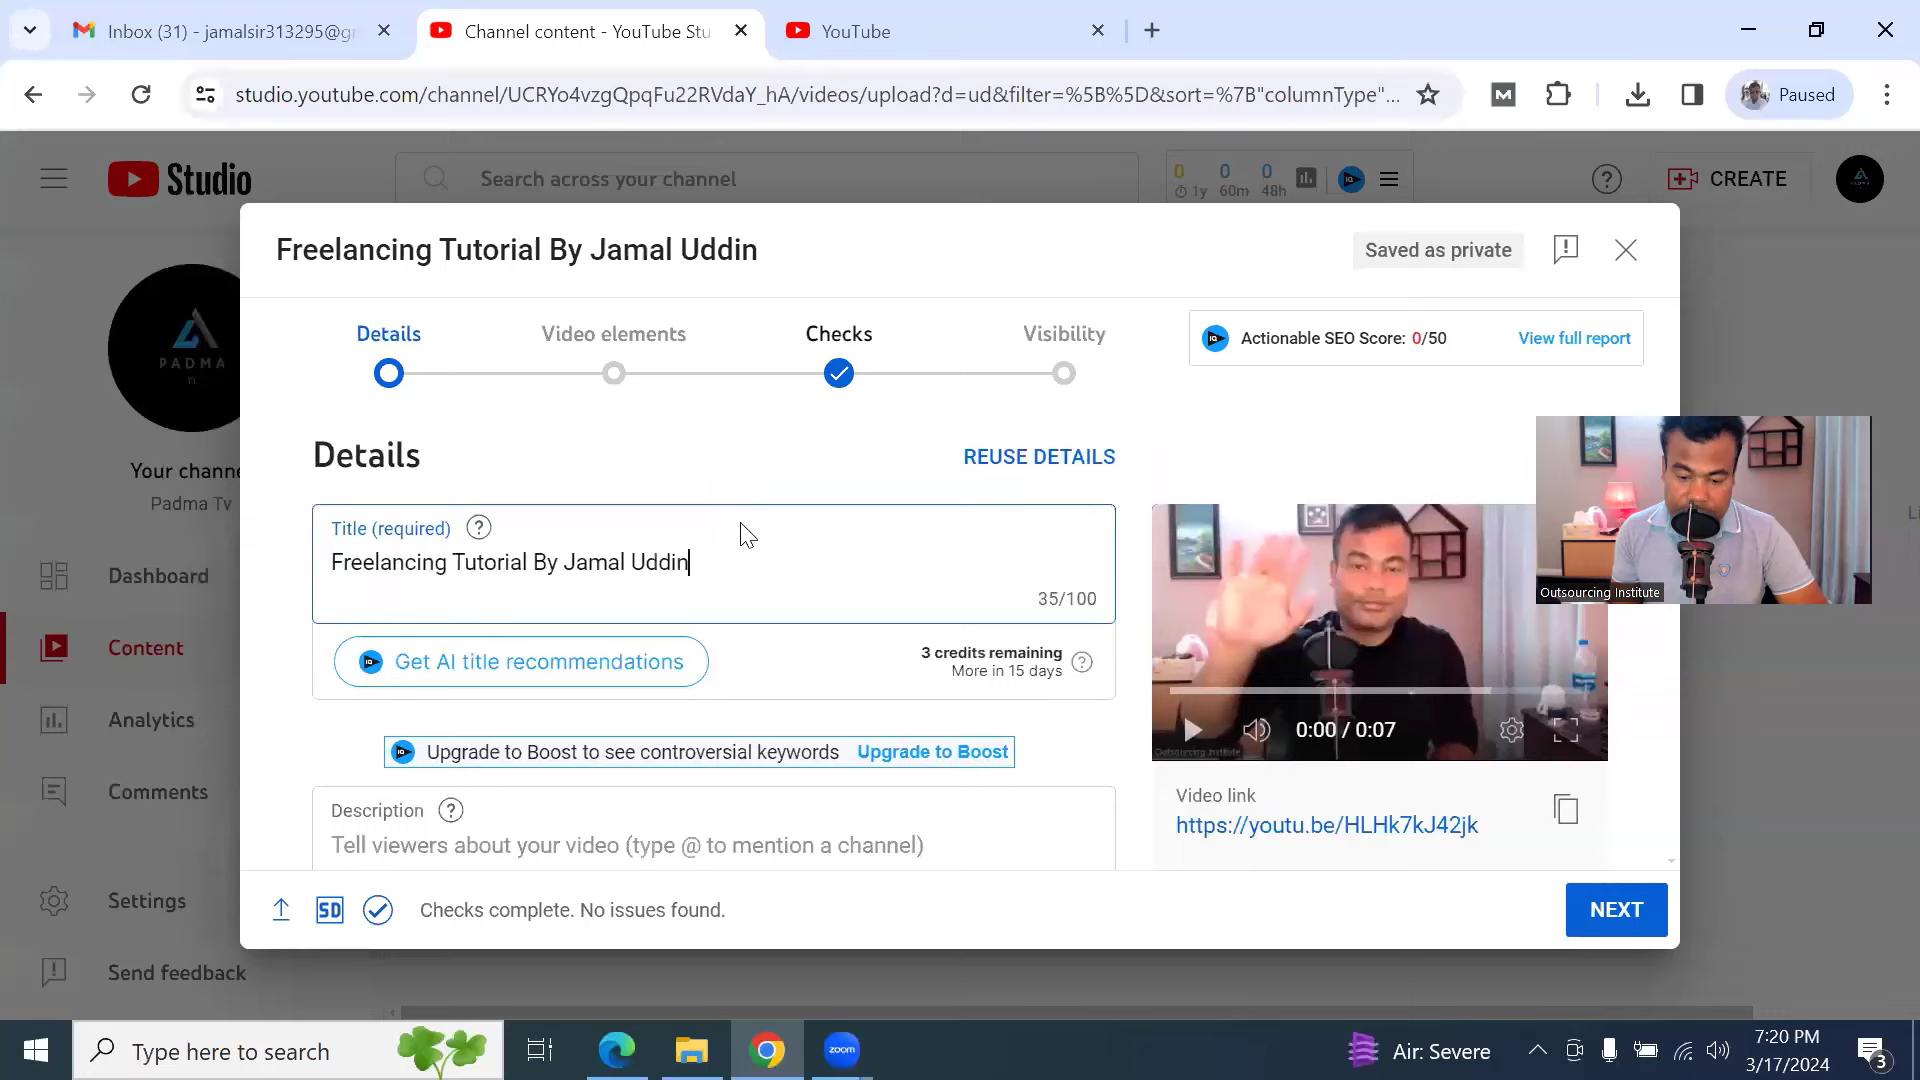 Inbox (31) - jamalsir313295@gr
Channel content - YouTube Stu
YouTube
studio.youtube.com/channel/UCRYo4vzgQpqFu22RVdaY_hA/videos/upload?d=ud&filter=%5B%5D&sort=%7B"columnType"...
Paused
Studio
Search across your channel
0 0 0
1y 60m 48h
CREATE
Freelancing Tutorial By Jamal Uddin
Saved as private
Details
Video elements
Checks
Visibility
Actionable SEO Score: 0/50
View full report
PADMA
Your channe
Padma Tv
Details
REUSE DETAILS
Title (required)
Freelancing Tutorial By Jamal Uddin
35/100
Get AI title recommendations
3 credits remaining
More in 15 days
Upgrade to Boost to see controversial keywords
Upgrade to Boost
Description
Tell viewers about your video (type @ to mention a channel)
Outsourcing Institute
0:00 / 0:07
Outsourcing Institute
Video link
https://youtu.be/HLHk7kJ42jk
Dashboard
Content
Analytics
Comments
Settings
Send feedback
SD
Checks complete. No issues found.
NEXT
Type here to search
zoom
Air: Severe
7:20 PM
3/17/2024
3